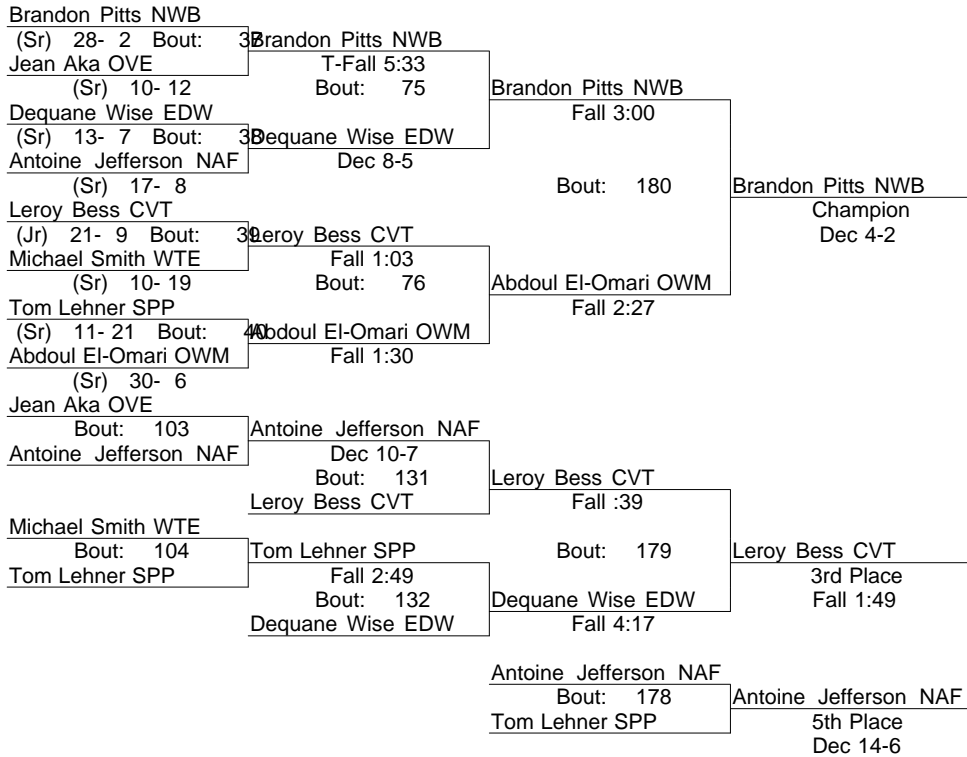 Brandon Pitts NWB
(Sr) 28- 2 Bout: 37
Jean Aka OVE
(Sr) 10- 12
Dequane Wise EDW
(Sr) 13- 7 Bout: 38
Antoine Jefferson NAF
(Sr) 17- 8
Leroy Bess CVT
(Jr) 21- 9 Bout: 39
Michael Smith WTE
(Sr) 10- 19
Tom Lehner SPP
(Sr) 11- 21 Bout: 40
Abdoul El-Omari OWM
(Sr) 30- 6
Brandon Pitts NWB
T-Fall 5:33
Bout: 75
Dequane Wise EDW
Dec 8-5
Leroy Bess CVT
Fall 1:03
Bout: 76
Abdoul El-Omari OWM
Fall 1:30
Brandon Pitts NWB
Fall 3:00
Bout: 180
Abdoul El-Omari OWM
Fall 2:27
Brandon Pitts NWB
Champion
Dec 4-2
Jean Aka OVE
Bout: 103
Antoine Jefferson NAF
Michael Smith WTE
Bout: 104
Tom Lehner SPP
Antoine Jefferson NAF
Dec 10-7
Bout: 131
Leroy Bess CVT
Tom Lehner SPP
Fall 2:49
Bout: 132
Dequane Wise EDW
Leroy Bess CVT
Fall :39
Bout: 179
Dequane Wise EDW
Fall 4:17
Leroy Bess CVT
3rd Place
Fall 1:49
Antoine Jefferson NAF
Bout: 178
Tom Lehner SPP
Antoine Jefferson NAF
5th Place
Dec 14-6